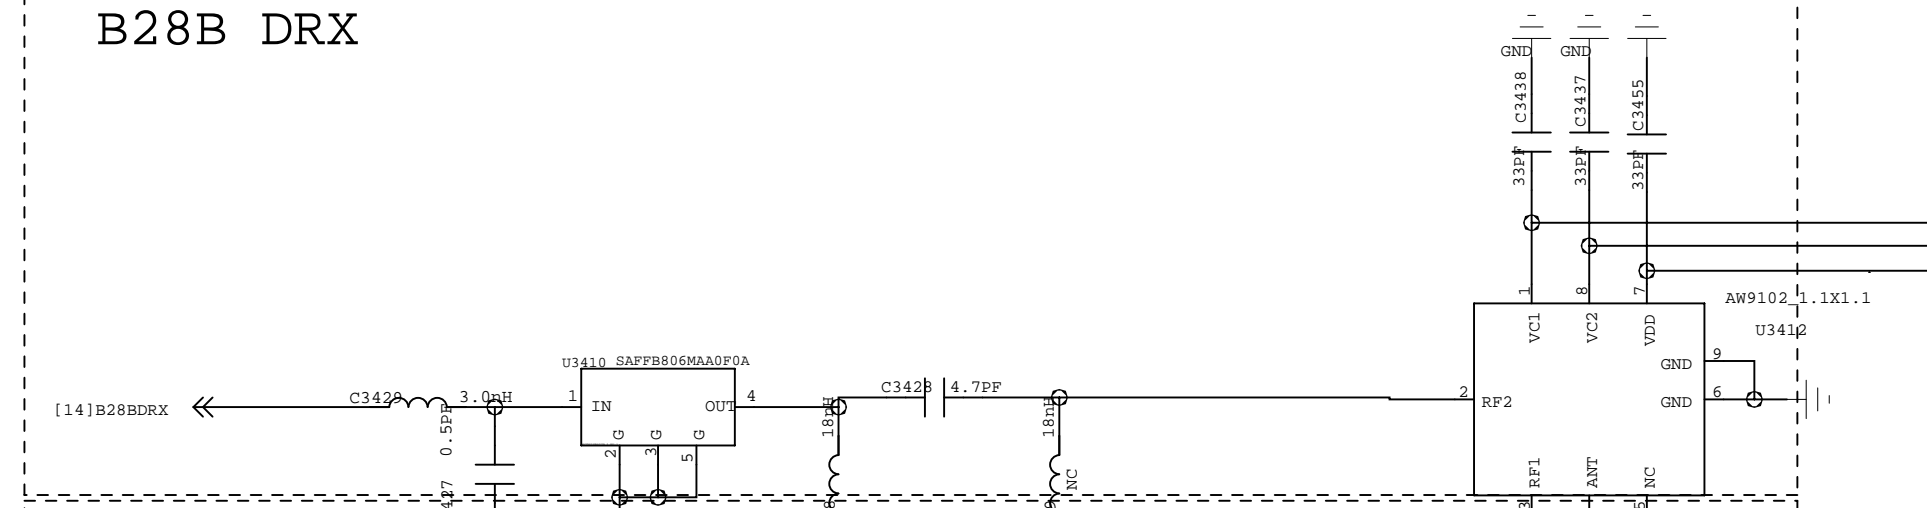 B28B DRX
GND
GND
C3438
C3437
C3455
33PF
33PF
33PF
1
8
7
AW9102_1.1X1.1
U3412
VC1
VC2
VDD
GND
9
GND
6
2
RF2
RF1
ANT
NC
U3410
SAFFB806MAA0F0A
[14]B28BDRX
C3429
3.0nH
0.5PF
1
IN
OUT
4
G
G
G
2
3
5
18nH
C3428
4.7PF
18nH
NC